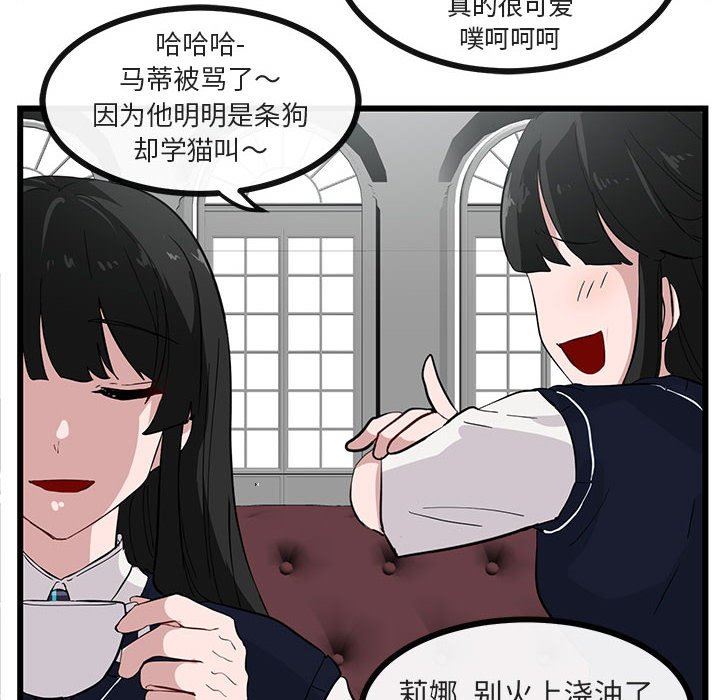 真的很可爱
噗呵呵呵
哈哈哈-
马蒂被骂了～
因为他明明是条狗
却学猫叫～
莉娜，别火上浇油了